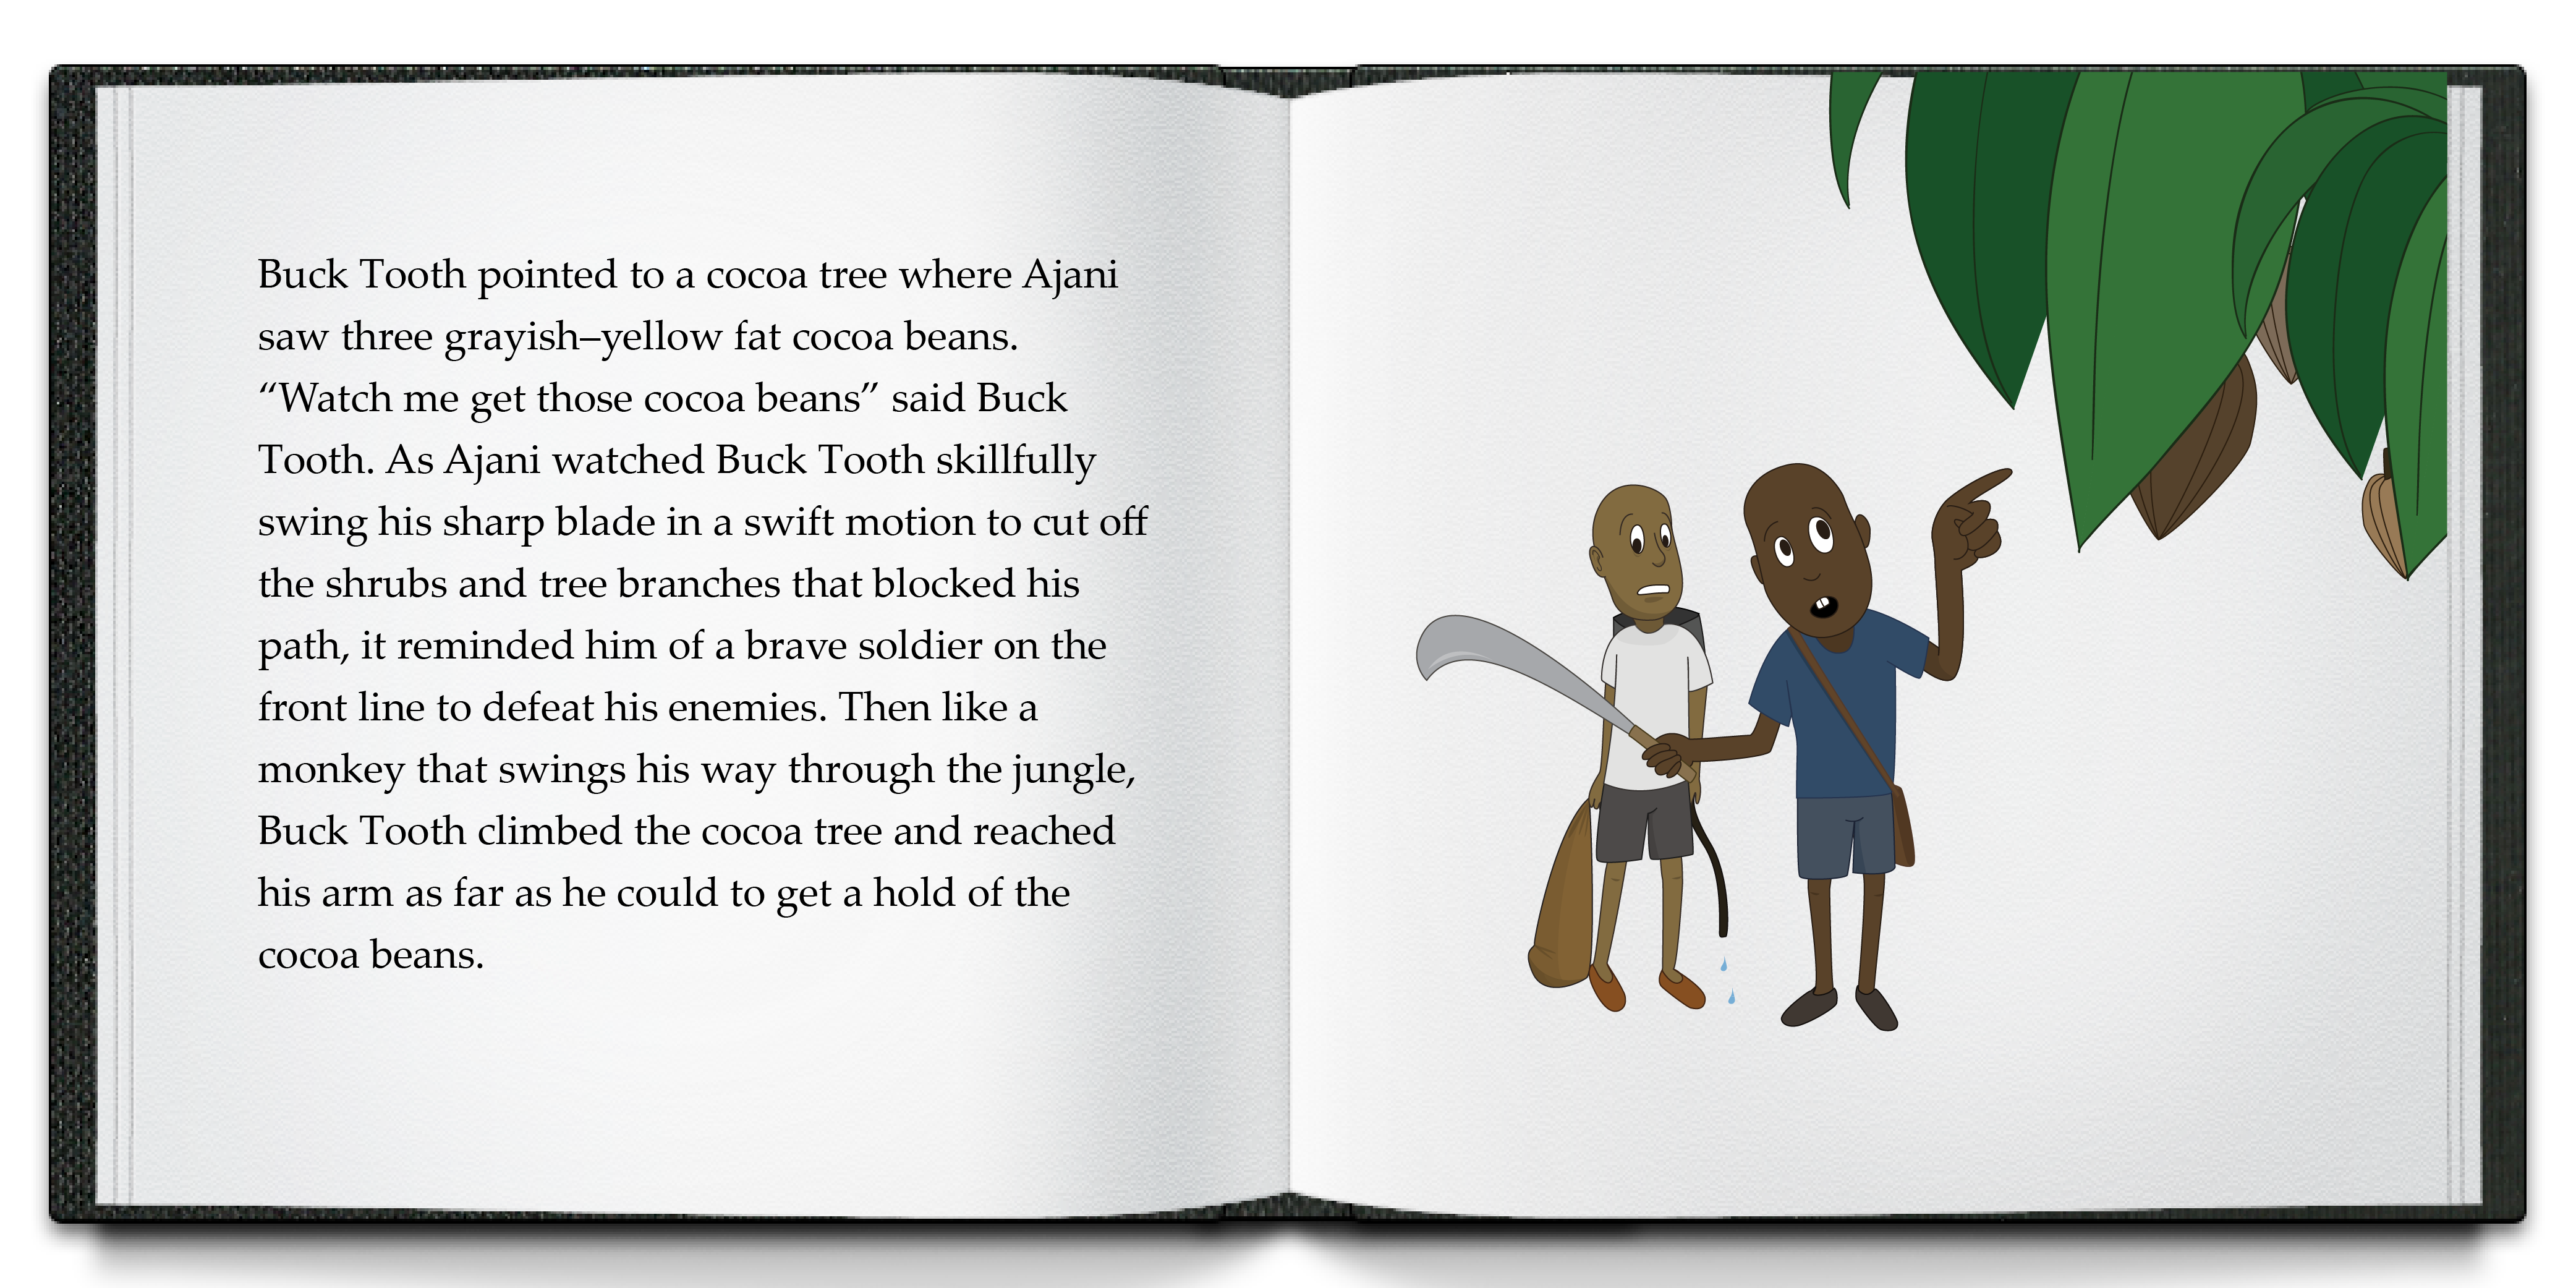 Buck Tooth pointed to a cocoa tree where Ajani
saw three grayish–yellow fat cocoa beans.
“Watch me get those cocoa beans” said Buck
Tooth. As Ajani watched Buck Tooth skillfully
swing his sharp blade in a swift motion to cut off
the shrubs and tree branches that blocked his
path, it reminded him of a brave soldier on the
front line to defeat his enemies. Then like a
monkey that swings his way through the jungle,
Buck Tooth climbed the cocoa tree and reached
his arm as far as he could to get a hold of the
cocoa beans.